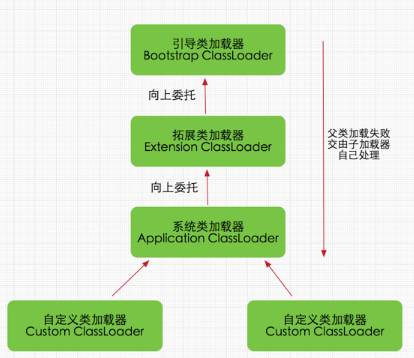 引导类加载器
Bootstrap ClassLoader
向上委托
拓展类加载器
Extension ClassLoader
父类加载失败
交由子加载器
自己处理
向上委托
系统类加载器
Application ClassLoader
自定义类加载器
Custom ClassLoader
自定义类加载器
Custom ClassLoader